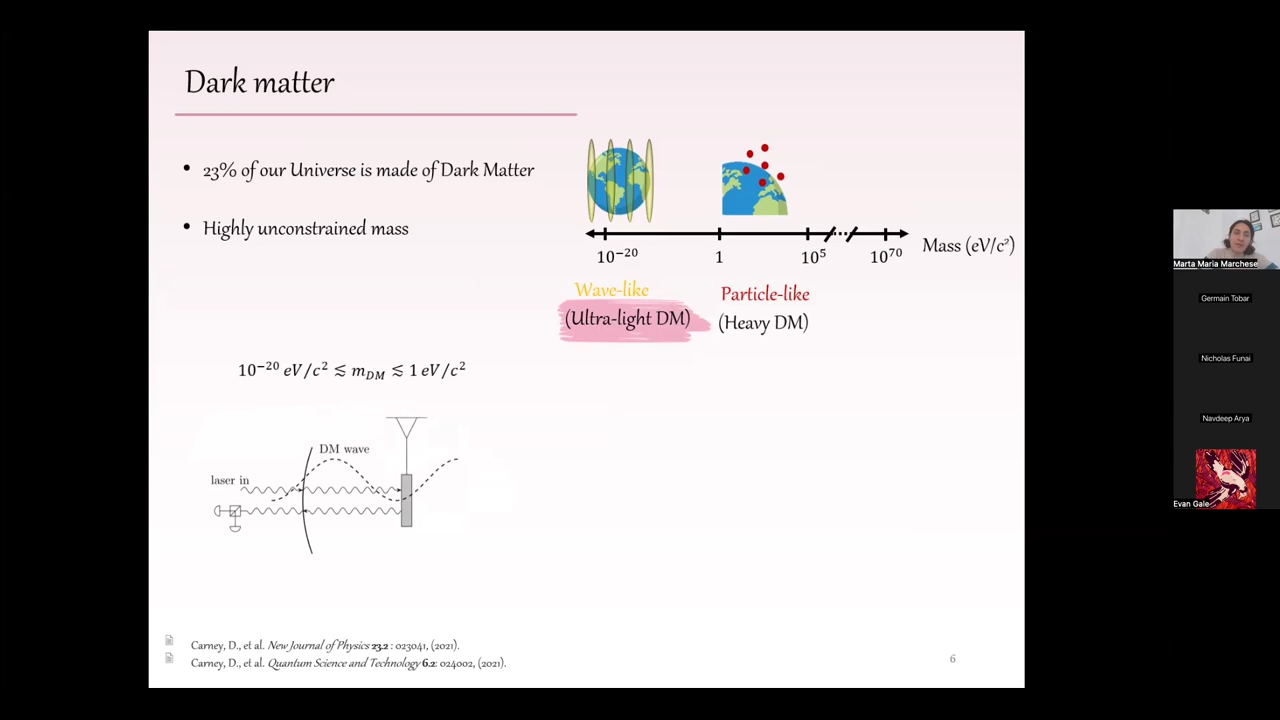 Dark matter
• 23% of our Universe is made of Dark Matter
• Highly unconstrained mass
10⁻²⁰ 1 10⁵ 10⁷⁰ Mass (eV/c²)
Wave-like
(Ultra-light DM)
Particle-like
(Heavy DM)
10⁻²⁰ eV/c² ≲ m_DM ≲ 1 eV/c²
DM wave
laser in
Carney, D., et al. New Journal of Physics 23.2 : 023041, (2021).
Carney, D., et al. Quantum Science and Technology 6.2: 024002, (2021).
6
Marta Maria Marchese
Germain Tobar
Nicholas Funai
Navdeep Arya
Evan Gale